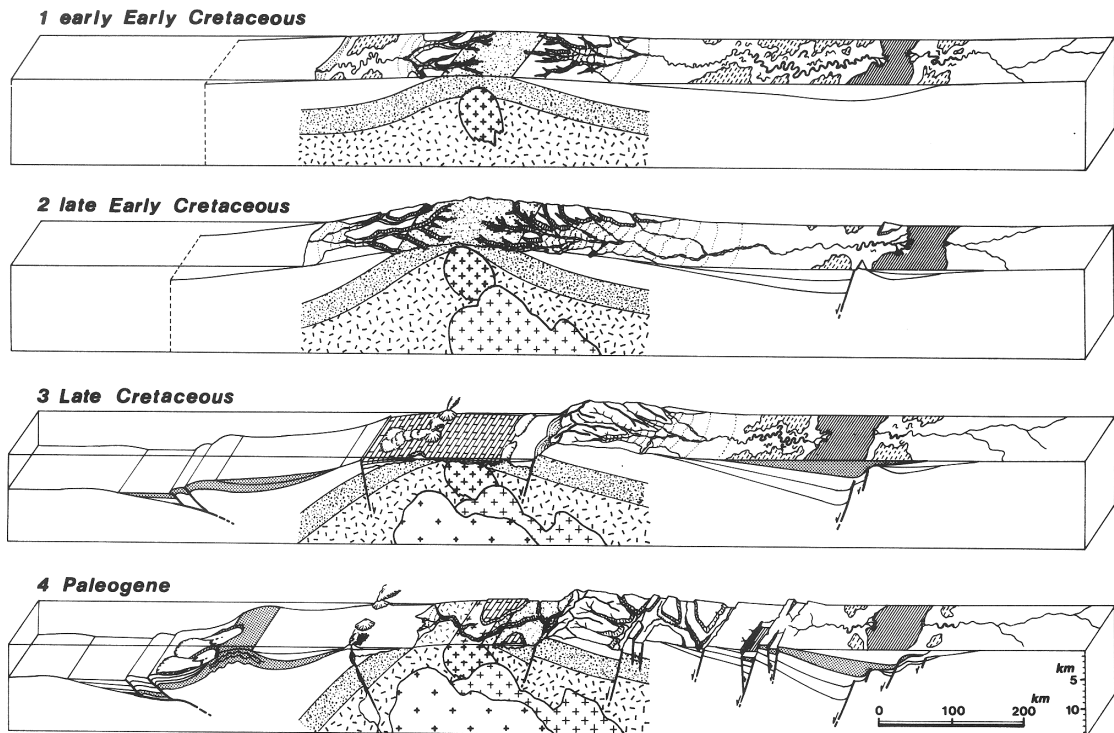 1 early Early Cretaceous
2 late Early Cretaceous
3 Late Cretaceous
4 Paleogene
km
5
10
km
0 100 200